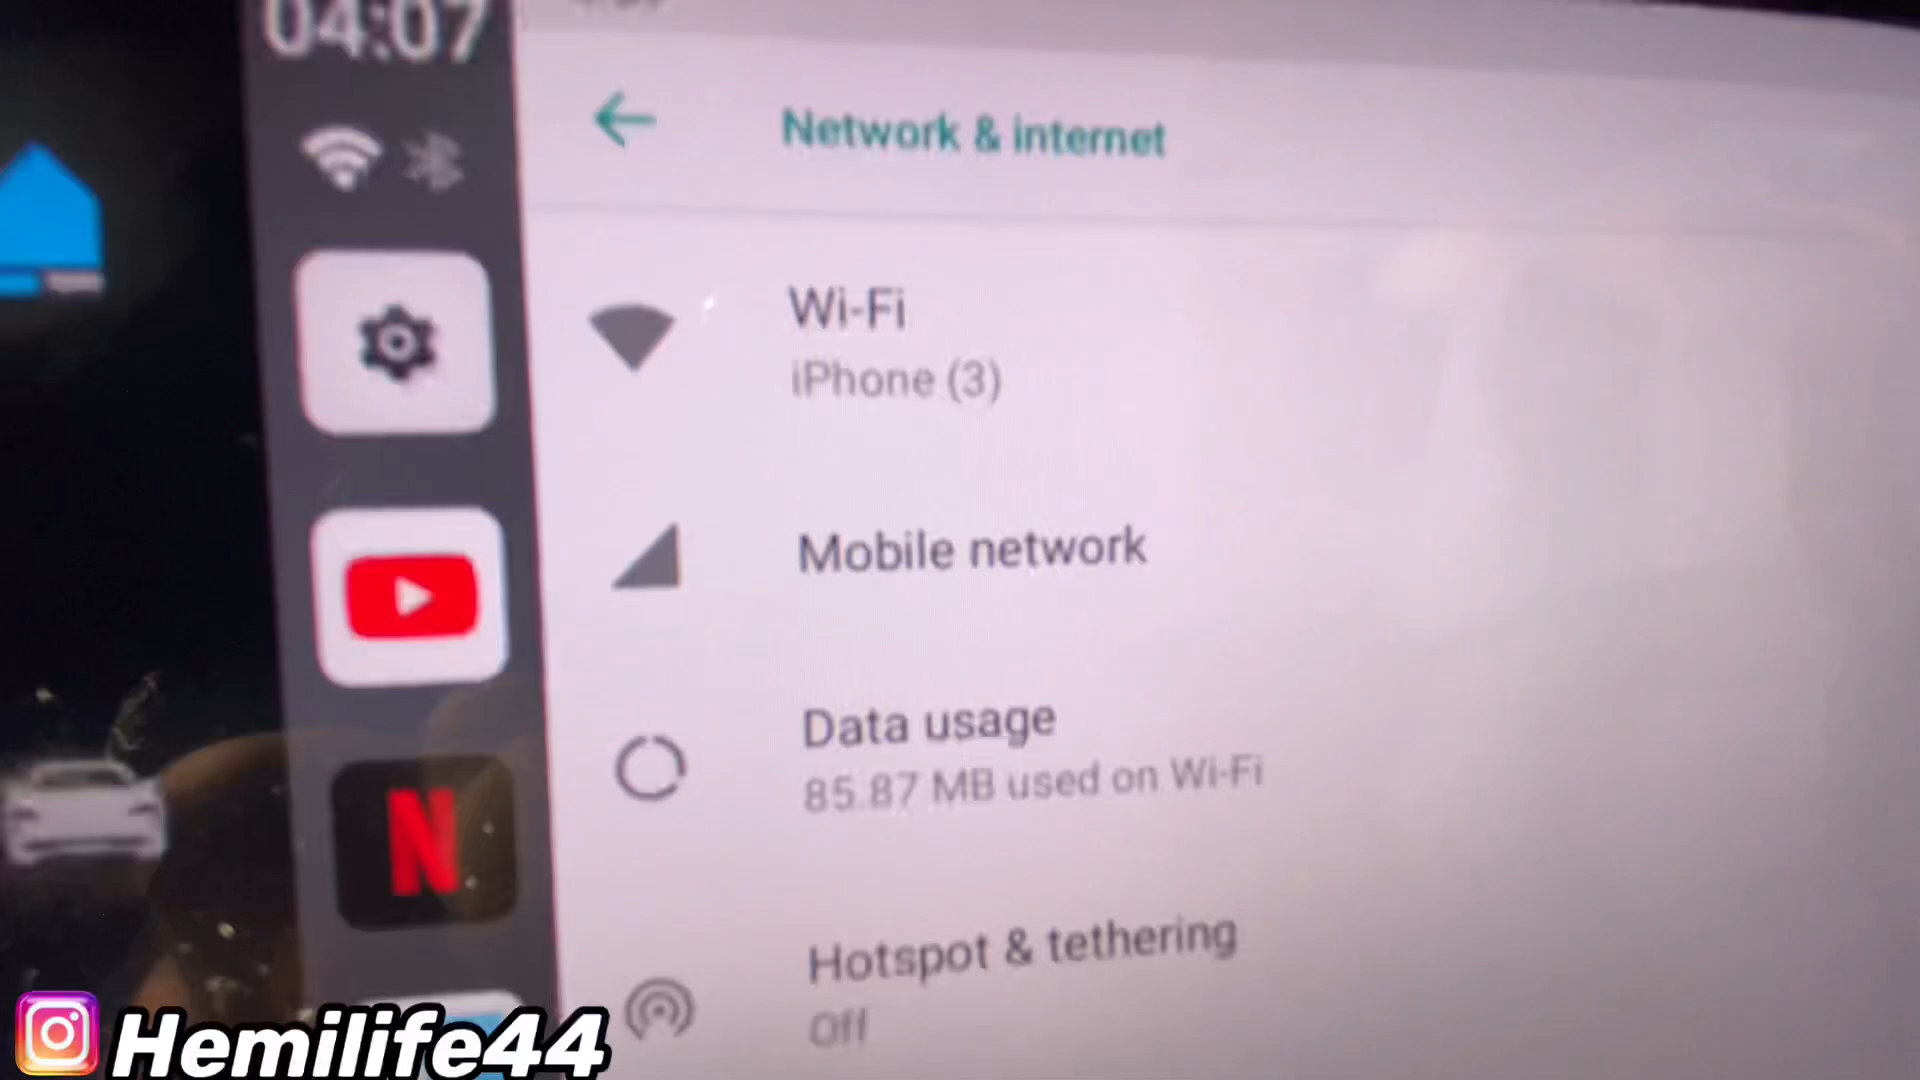 04:07
Network & internet
Wi-Fi
iPhone (3)
Mobile network
Data usage
85.87 MB used on Wi-Fi
N
Hotspot & tethering
Off
Hemilife44